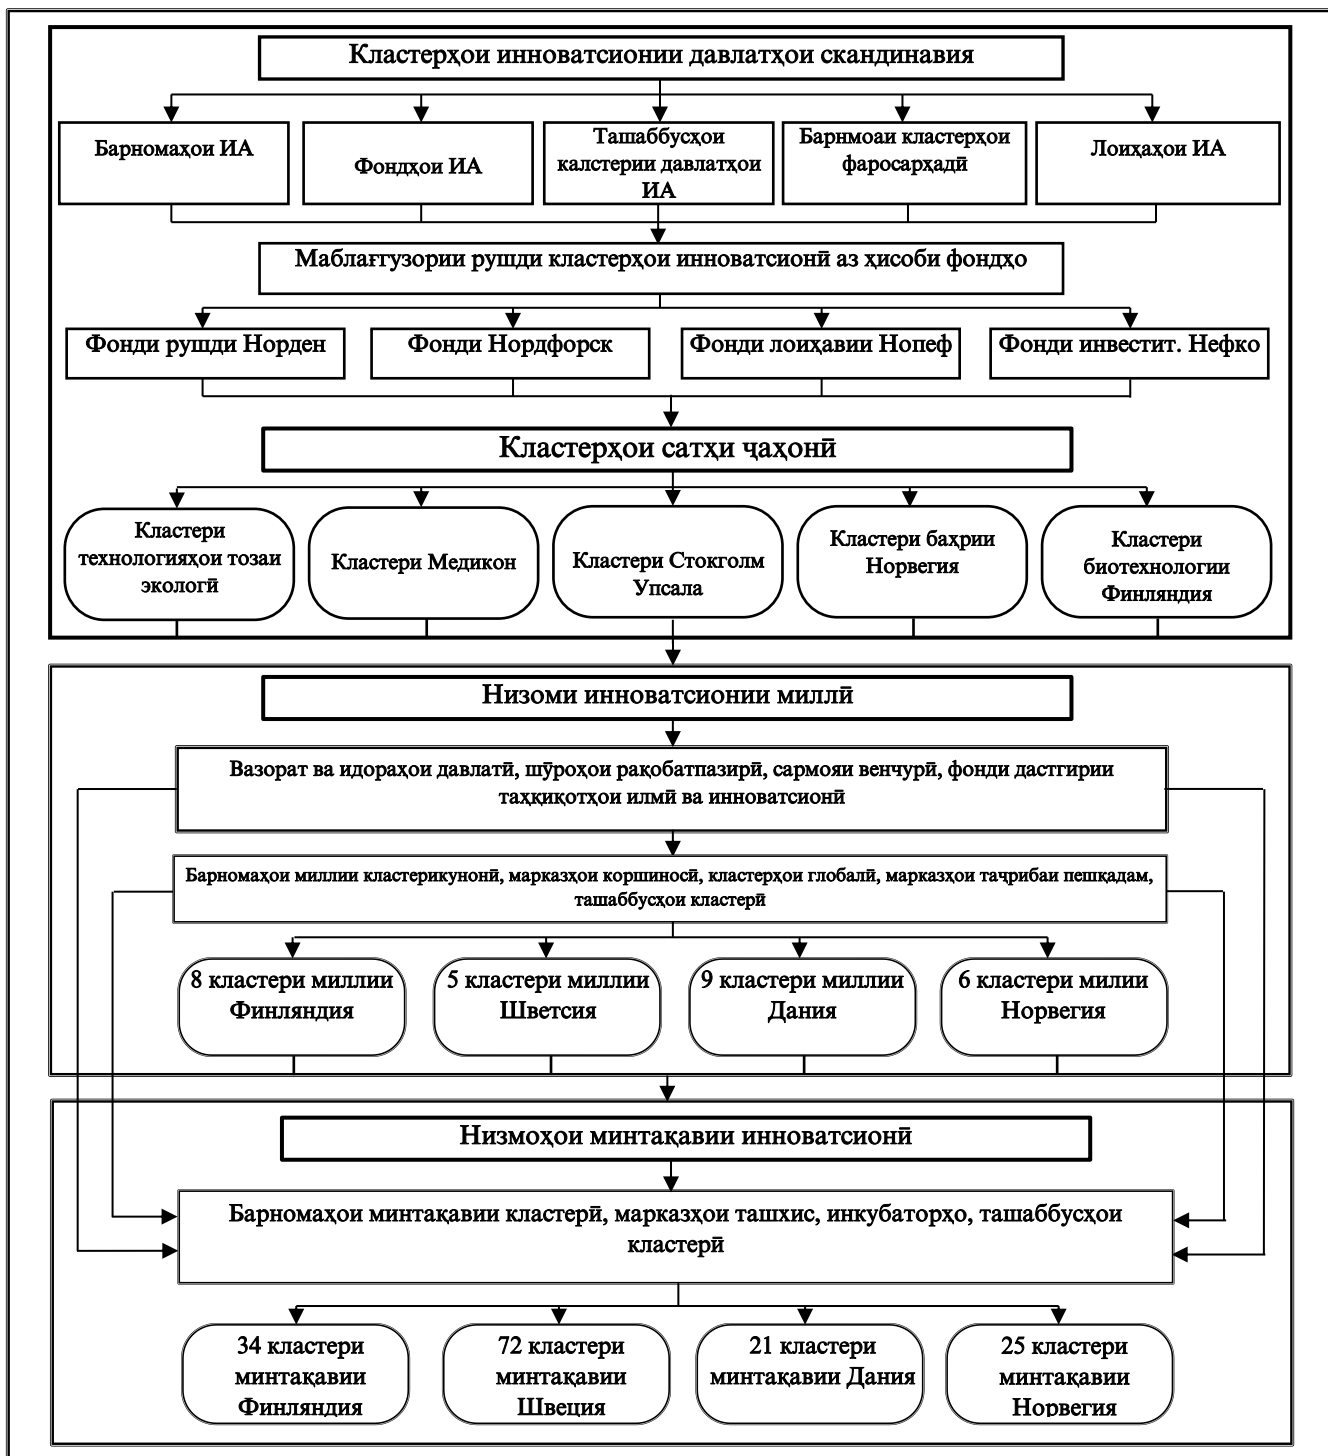 Кластерҳои инноватсионии давлатҳои скандинавия
Барномаҳои ИА
Фондҳои ИА
Ташаббусҳои
калстерии давлатҳои
ИА
Барнмоаи кластерҳои
фаросарҳадӣ
Лоиҳаҳои ИА
Маблағгузории рушди кластерҳои инноватсионӣ аз ҳисоби фондҳо
Фонди рушди Норден
Фонди Нордфорск
Фонди лоиҳавии Нопеф
Фонди инвестит. Нефко
Кластерҳои сатҳи ҷаҳонӣ
Кластери
технологияҳои тозаи
экологӣ
Кластери Медикон
Кластери Стокголм
Упсала
Кластери баҳрии
Норвегия
Кластери
биотехнологии
Финляндия
Низоми инноватсионии миллӣ
Вазорат ва идораҳои давлатӣ, шӯроҳои рақобатпазирӣ, сармояи венчурӣ, фонди дастгирии
таҳқиқотҳои илмӣ ва инноватсионӣ
Барномаҳои миллии кластерикунонӣ, марказҳои коршиносӣ, кластерҳои глобалӣ, марказҳои таҷрибаи пешқадам,
ташаббусҳои кластерӣ
8 кластери миллии
Финляндия
5 кластери миллии
Шветсия
9 кластери миллии
Дания
6 кластери милии
Норвегия
Низмоҳои минтақавии инноватсионӣ
Барномаҳои минтақавии кластерӣ, марказҳои ташхис, инкубаторҳо, ташаббусҳои
кластерӣ
34 кластери
минтақавии
Финляндия
72 кластери
минтақавии
Швеция
21 кластери
минтақавии Дания
25 кластери
минтақавии
Норвегия